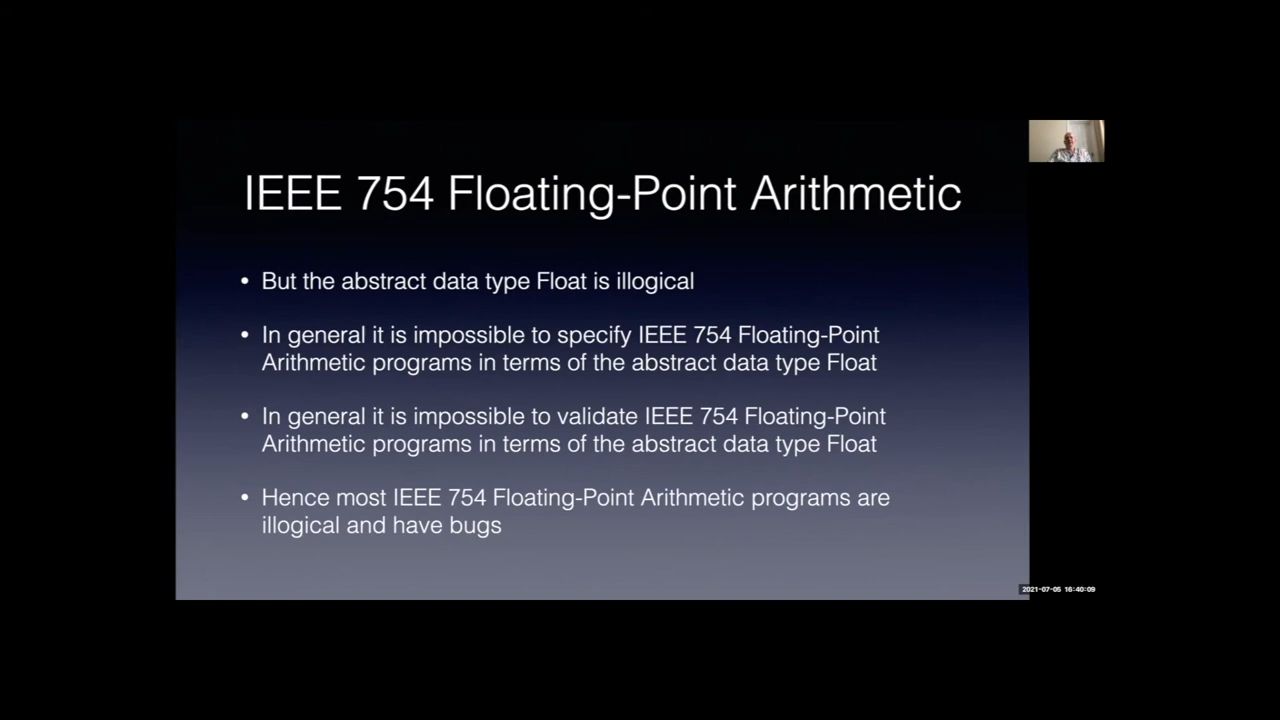 IEEE 754 Floating-Point Arithmetic
• But the abstract data type Float is illogical
• In general it is impossible to specify IEEE 754 Floating-Point
Arithmetic programs in terms of the abstract data type Float
• In general it is impossible to validate IEEE 754 Floating-Point
Arithmetic programs in terms of the abstract data type Float
• Hence most IEEE 754 Floating-Point Arithmetic programs are
illogical and have bugs
2021-07-05 16:40:09